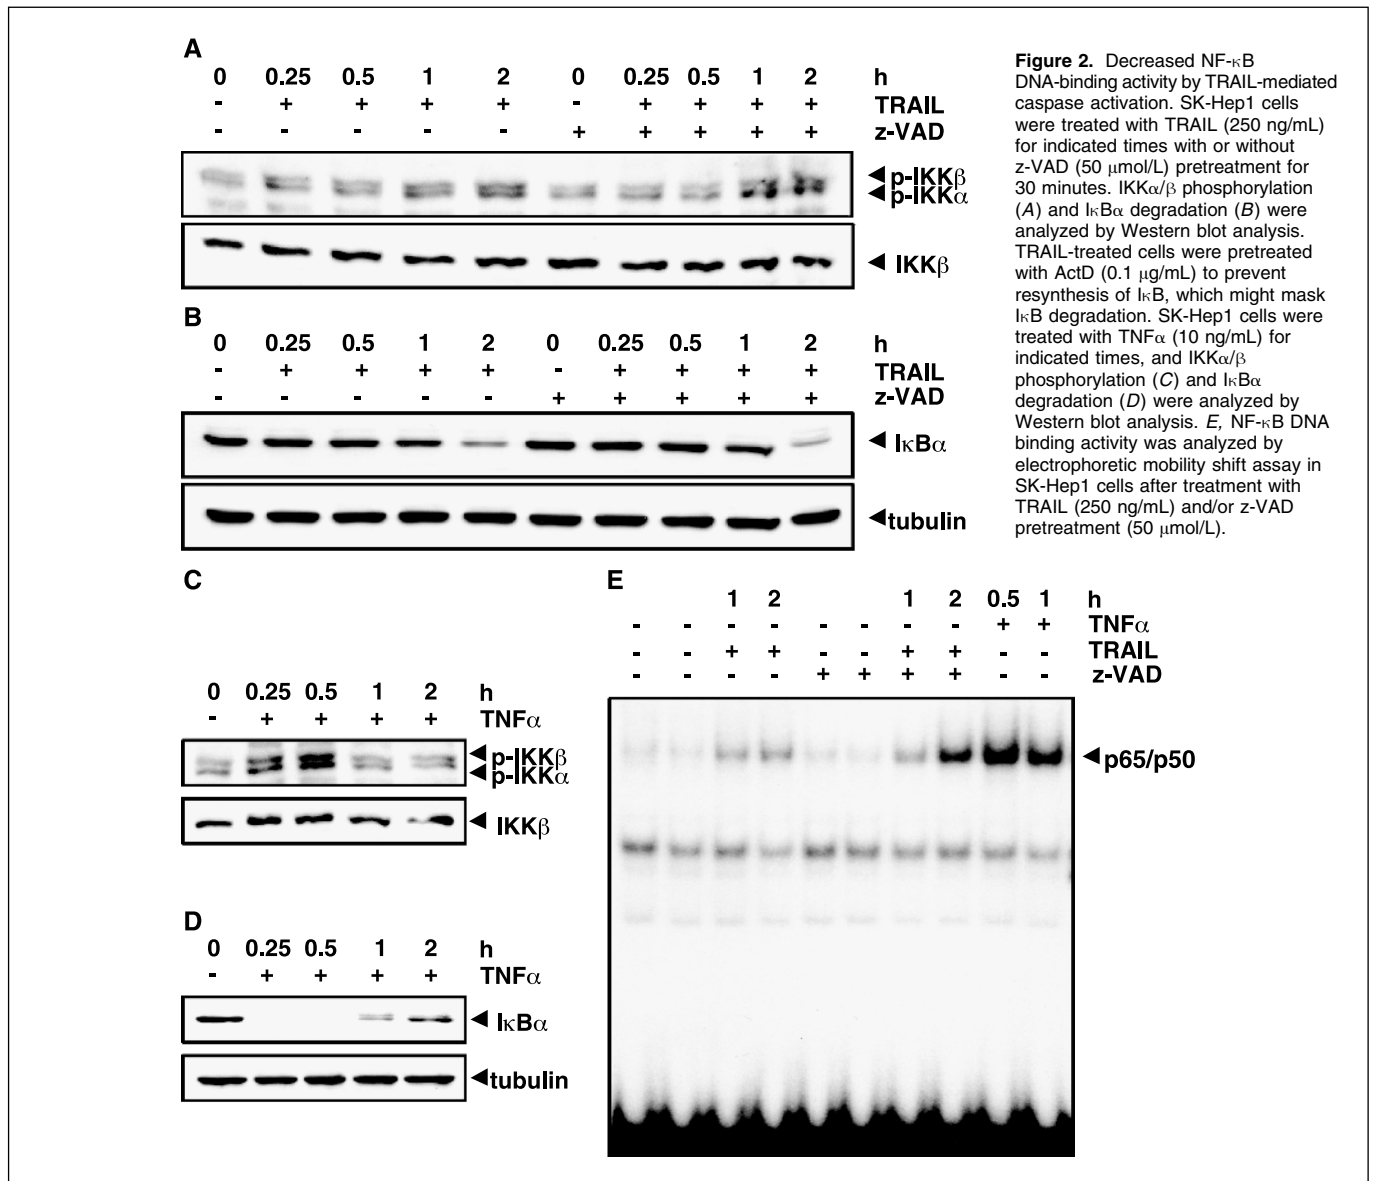 A
0 0.25 0.5 1 2 0 0.25 0.5 1 2 h
- + + + + - + + + + TRAIL
- - - - - + + + + + z-VAD
◄p-IKKβ
◄p-IKKα
◄ IKKβ
B
0 0.25 0.5 1 2 0 0.25 0.5 1 2 h
- + + + + - + + + + TRAIL
- - - - - + + + + + z-VAD
◄ IκBα
◄tubulin
Figure 2. Decreased NF-κB
DNA-binding activity by TRAIL-mediated
caspase activation. SK-Hep1 cells
were treated with TRAIL (250 ng/mL)
for indicated times with or without
z-VAD (50 μmol/L) pretreatment for
30 minutes. IKKα/β phosphorylation
(A) and IκBα degradation (B) were
analyzed by Western blot analysis.
TRAIL-treated cells were pretreated
with ActD (0.1 μg/mL) to prevent
resynthesis of IκB, which might mask
IκB degradation. SK-Hep1 cells were
treated with TNFα (10 ng/mL) for
indicated times, and IKKα/β
phosphorylation (C) and IκBα
degradation (D) were analyzed by
Western blot analysis. E, NF-κB DNA
binding activity was analyzed by
electrophoretic mobility shift assay in
SK-Hep1 cells after treatment with
TRAIL (250 ng/mL) and/or z-VAD
pretreatment (50 μmol/L).
C
0 0.25 0.5 1 2 h
- + + + + TNFα
◄p-IKKβ
◄p-IKKα
◄ IKKβ
D
0 0.25 0.5 1 2 h
- + + + + TNFα
◄ IκBα
◄tubulin
E
1 2 1 2 0.5 1 h
- - - - - - - - + + TNFα
- - + + - - + + - - TRAIL
- - - - + + + + - - z-VAD
◄p65/p50